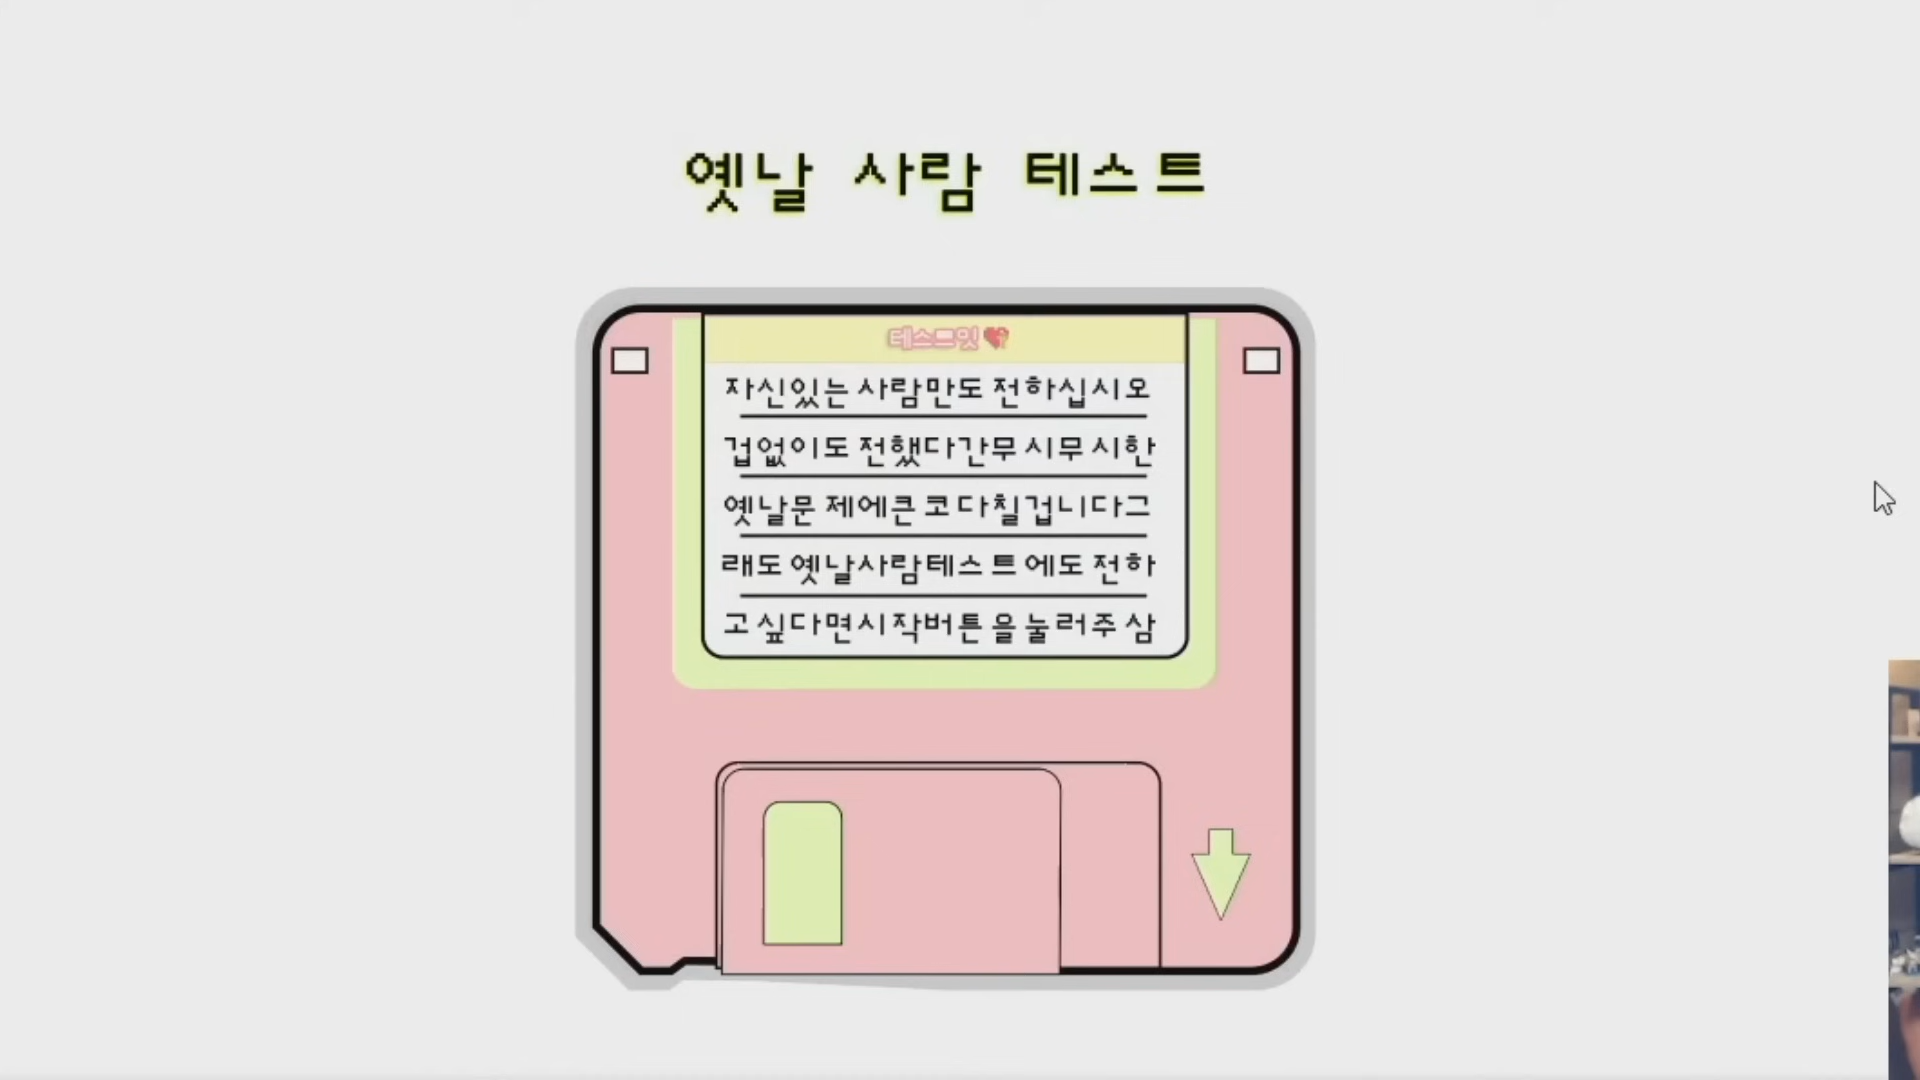 옛날 사람 테스트
테스트잇
자신있는 사람만도 전하십시오
겁없이도 전했다간무 시무 시한
옛날문 제에큰 코 다칠겁니다그
래도 옛날사람테스 트에도 전하
고 싶다면시작버튼 을눌러주 삼